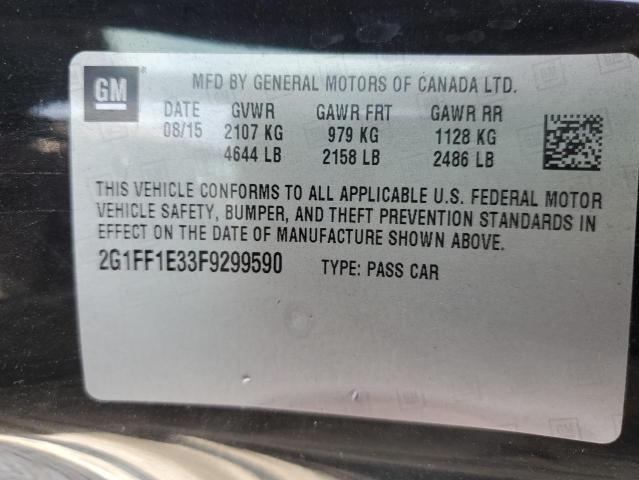 GM® MFD BY GENERAL MOTORS OF CANADA LTD.
DATE GVWR GAWR FRT GAWR RR
08/15 2107 KG 979 KG 1128 KG
4644 LB 2158 LB 2486 LB
THIS VEHICLE CONFORMS TO ALL APPLICABLE U.S. FEDERAL MOTOR
VEHICLE SAFETY, BUMPER, AND THEFT PREVENTION STANDARDS IN
EFFECT ON THE DATE OF MANUFACTURE SHOWN ABOVE.
2G1FF1E33F9299590 TYPE: PASS CAR